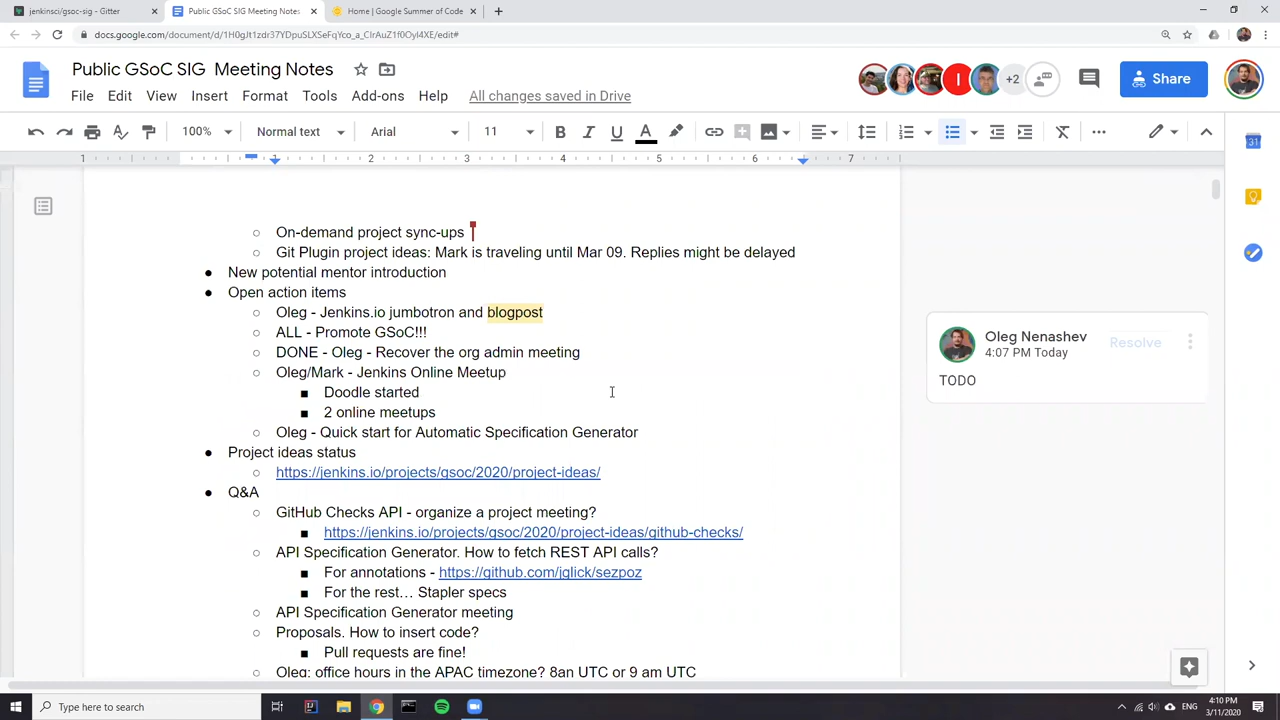 jenkinsci/gsoc-sig - Gitter
Public GSoC SIG Meeting Notes
Home | Google Summer of Code
docs.google.com/document/d/1H0gJt1zdr37YDpuSLXSeFqYco_a_ClrAuZ1f0Oyl4XE/edit#
Public GSoC SIG Meeting Notes
File Edit View Insert Format Tools Add-ons Help All changes saved in Drive
I +2 Share
100% Normal text Arial 11 B I U A
1 1 2 3 4 5 6 7
31
○ On-demand project sync-ups
○ Git Plugin project ideas: Mark is traveling until Mar 09. Replies might be delayed
● New potential mentor introduction
● Open action items
○ Oleg - Jenkins.io jumbotron and blogpost
○ ALL - Promote GSoC!!!
○ DONE - Oleg - Recover the org admin meeting
○ Oleg/Mark - Jenkins Online Meetup
■ Doodle started
■ 2 online meetups
○ Oleg - Quick start for Automatic Specification Generator
● Project ideas status
○ https://jenkins.io/projects/gsoc/2020/project-ideas/
● Q&A
○ GitHub Checks API - organize a project meeting?
■ https://jenkins.io/projects/gsoc/2020/project-ideas/github-checks/
○ API Specification Generator. How to fetch REST API calls?
■ For annotations - https://github.com/jglick/sezpoz
■ For the rest… Stapler specs
○ API Specification Generator meeting
○ Proposals. How to insert code?
■ Pull requests are fine!
○ Oleg: office hours in the APAC timezone? 8an UTC or 9 am UTC
Oleg Nenashev
4:07 PM Today
Resolve
TODO
Type here to search
ENG
4:10 PM
3/11/2020